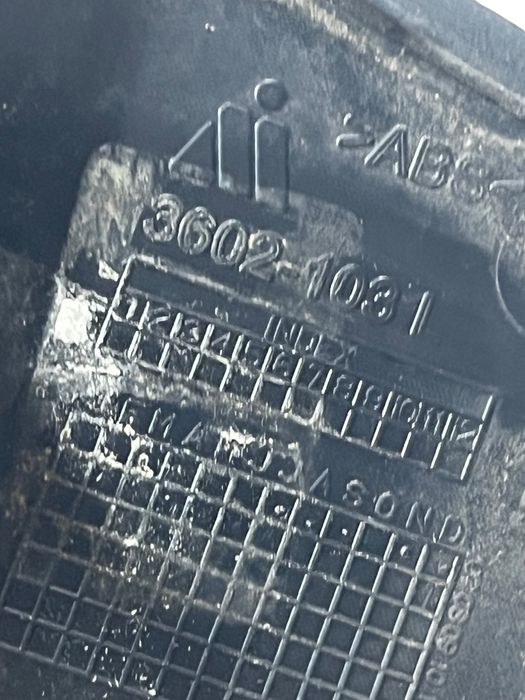 >ABS<
3602-1031
INDEX
1 2 3 4 5 6 7 8 9 10 11 12
J F M A M J J A S O N D